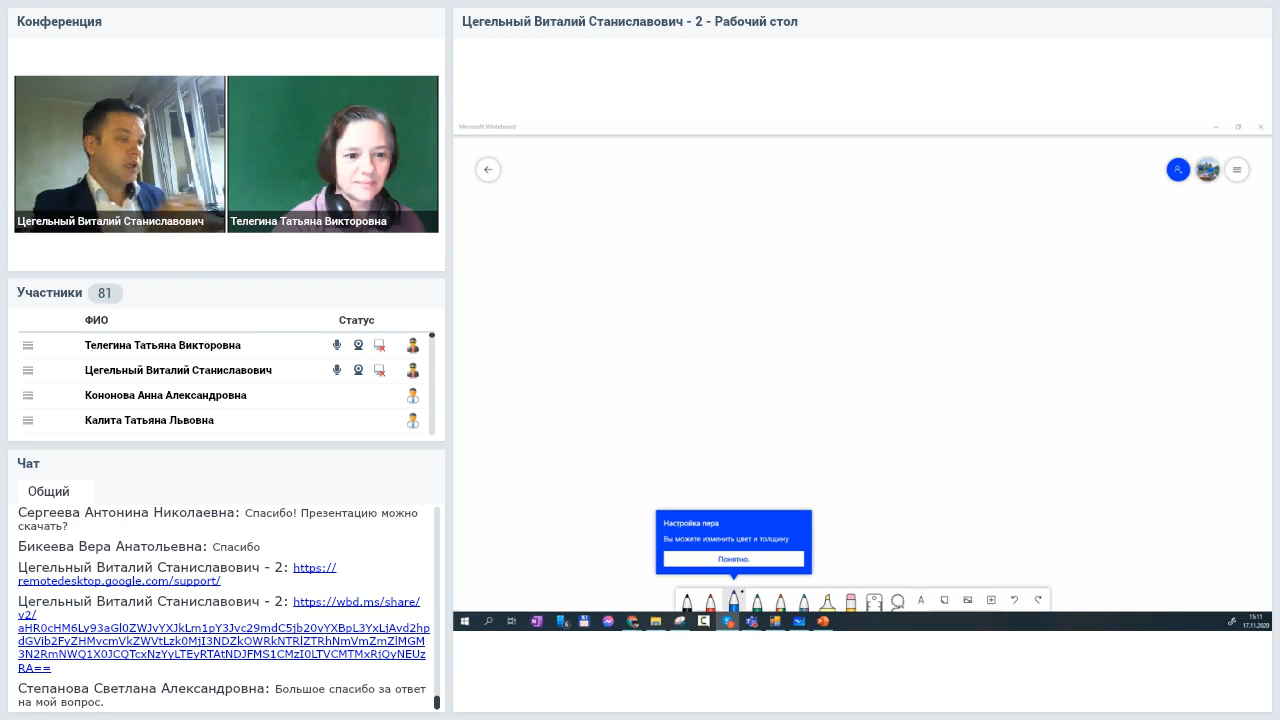 Конференция
Цегельный Виталий Станиславович
Телегина Татьяна Викторовна
Участники 81
ФИО Статус
Телегина Татьяна Викторовна
Цегельный Виталий Станиславович
Кононова Анна Александровна
Калита Татьяна Львовна
Чат
Общий
Сергеева Антонина Николаевна: Спасибо! Презентацию можно
скачать?
Бикеева Вера Анатольевна: Спасибо
Цегельный Виталий Станиславович - 2: https://
remotedesktop.google.com/support/
Цегельный Виталий Станиславович - 2: https://wbd.ms/share/
v2/
aHR0cHM6Ly93aGl0ZWJvYXJkLm1pY3Jvc29mdC5jb20vYXBpL3YxLjAvd2hp
dGVib2FyZHMvcmVkZWVtLzk0MjI3NDZkOWRkNTRlZTRhNmVmZmZlMGM
3N2RmNWQ1X0JCQTcxNzYyLTEyRTAtNDJFMS1CMzI0LTVCMTMxRjQyNEUz
RA==
Степанова Светлана Александровна: Большое спасибо за ответ
на мой вопрос.
Цегельный Виталий Станиславович - 2 - Рабочий стол
Microsoft Whiteboard
Настройка пера
Вы можете изменить цвет и толщину
Понятно.
15:11
17.11.2020